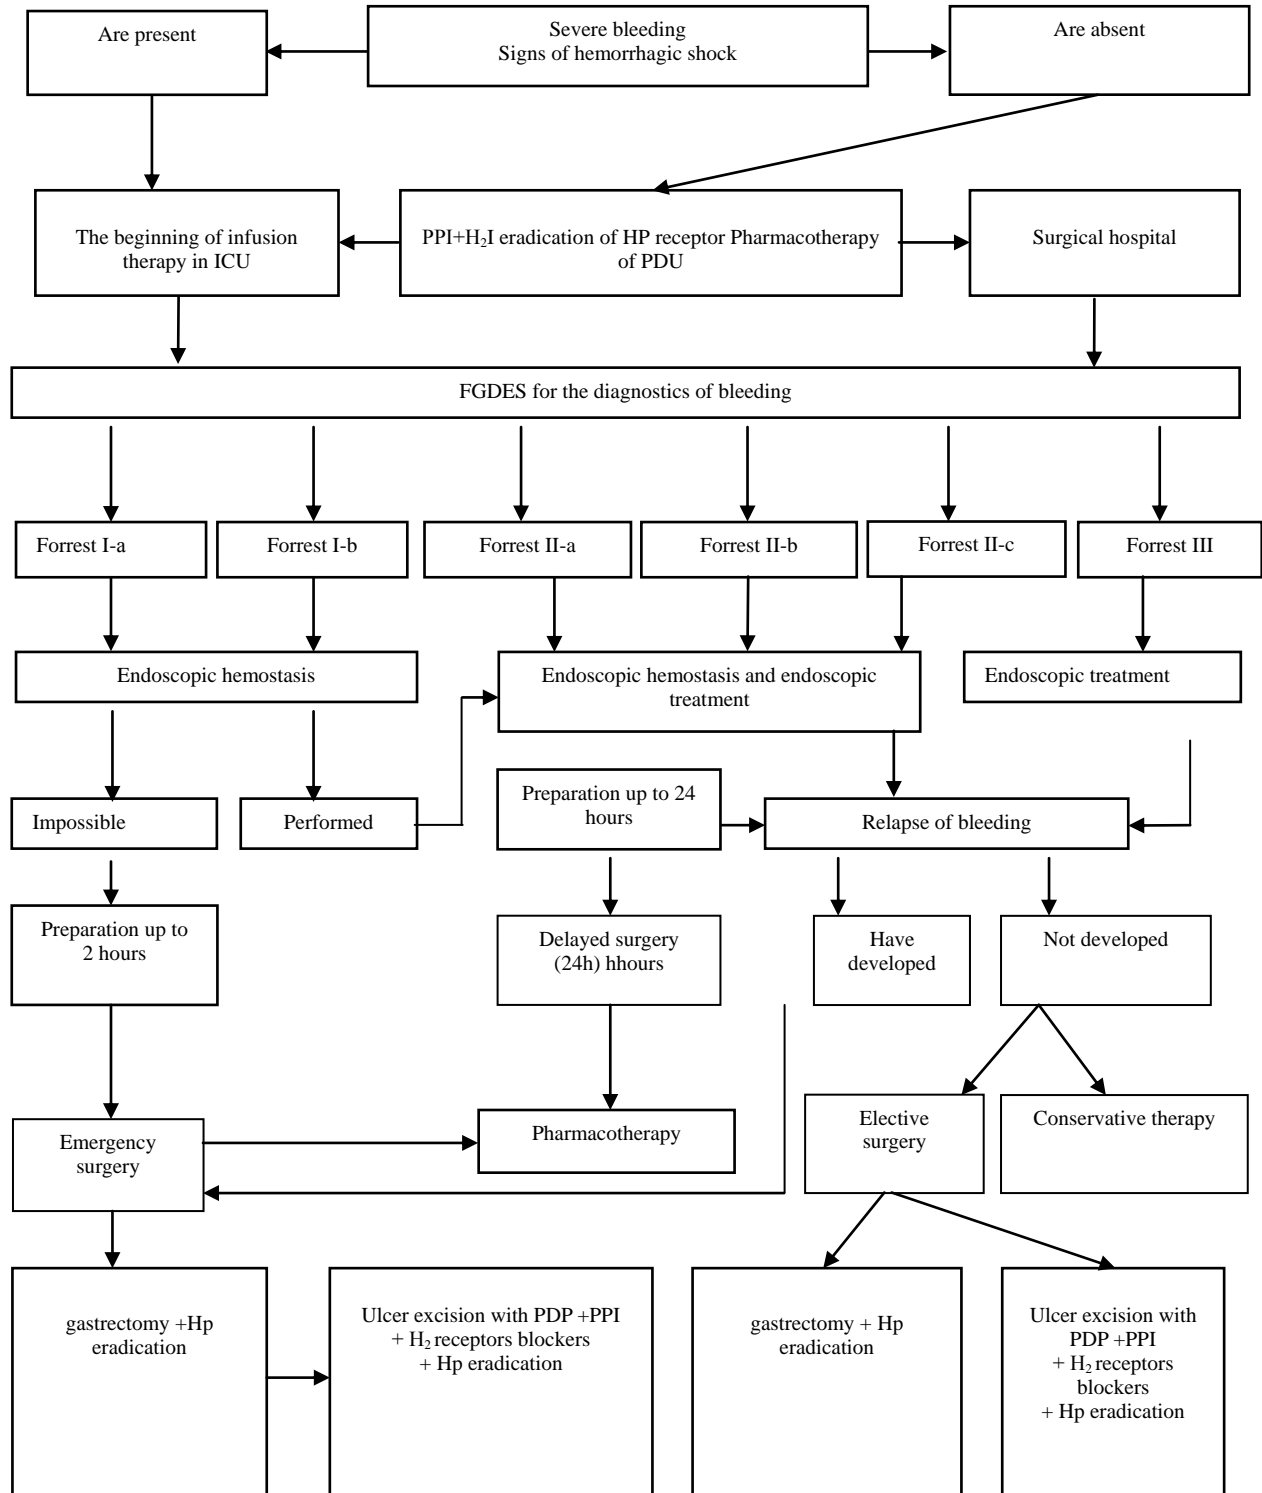 Are present
Severe bleeding
Signs of hemorrhagic shock
Are absent
The beginning of infusion
therapy in ICU
PPI+H₂I eradication of HP receptor Pharmacotherapy
of PDU
Surgical hospital
FGDES for the diagnostics of bleeding
Forrest I-a
Forrest I-b
Forrest II-a
Forrest II-b
Forrest II-c
Forrest III
Endoscopic hemostasis
Endoscopic hemostasis and endoscopic
treatment
Endoscopic treatment
Impossible
Performed
Preparation up to 24
hours
Relapse of bleeding
Preparation up to
2 hours
Delayed surgery
(24h) hhours
Have
developed
Not developed
Emergency
surgery
Pharmacotherapy
Elective
surgery
Conservative therapy
gastrectomy +Hp
eradication
Ulcer excision with PDP +PPI
+ H₂ receptors blockers
+ Hp eradication
gastrectomy + Hp
eradication
Ulcer excision with
PDP +PPI
+ H₂ receptors
blockers
+ Hp eradication